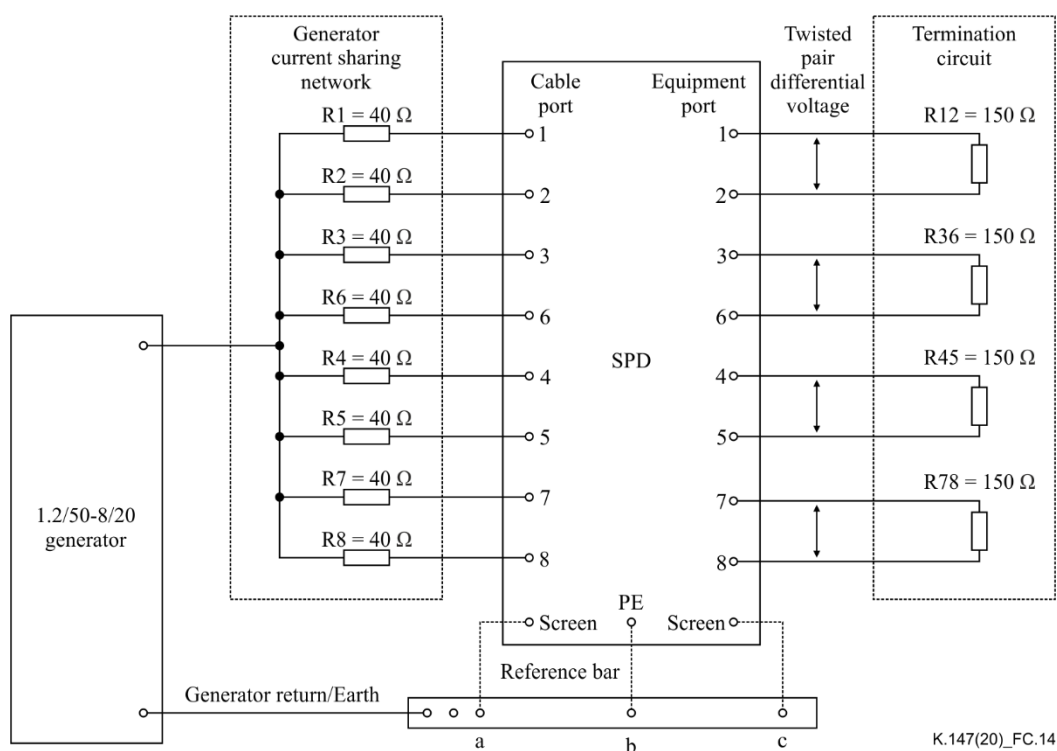 Generator
current sharing
network
R1 = 40 Ω
R2 = 40 Ω
R3 = 40 Ω
R6 = 40 Ω
R4 = 40 Ω
R5 = 40 Ω
R7 = 40 Ω
R8 = 40 Ω
1.2/50-8/20
generator
Generator return/Earth
Cable
port
1
2
3
6
4
5
7
8
Screen
SPD
PE
Equipment
port
1
2
3
6
4
5
7
8
Screen
Reference bar
a
b
c
Twisted
pair
differential
voltage
Termination
circuit
R12 = 150 Ω
R36 = 150 Ω
R45 = 150 Ω
R78 = 150 Ω
K.147(20)_FC.14